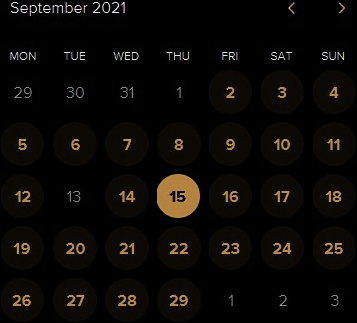 September 2021
MON TUE WED THU FRI SAT SUN
29 30 31 1 2 3 4
5 6 7 8 9 10 11
12 13 14 15 16 17 18
19 20 21 22 23 24 25
26 27 28 29 1 2 3